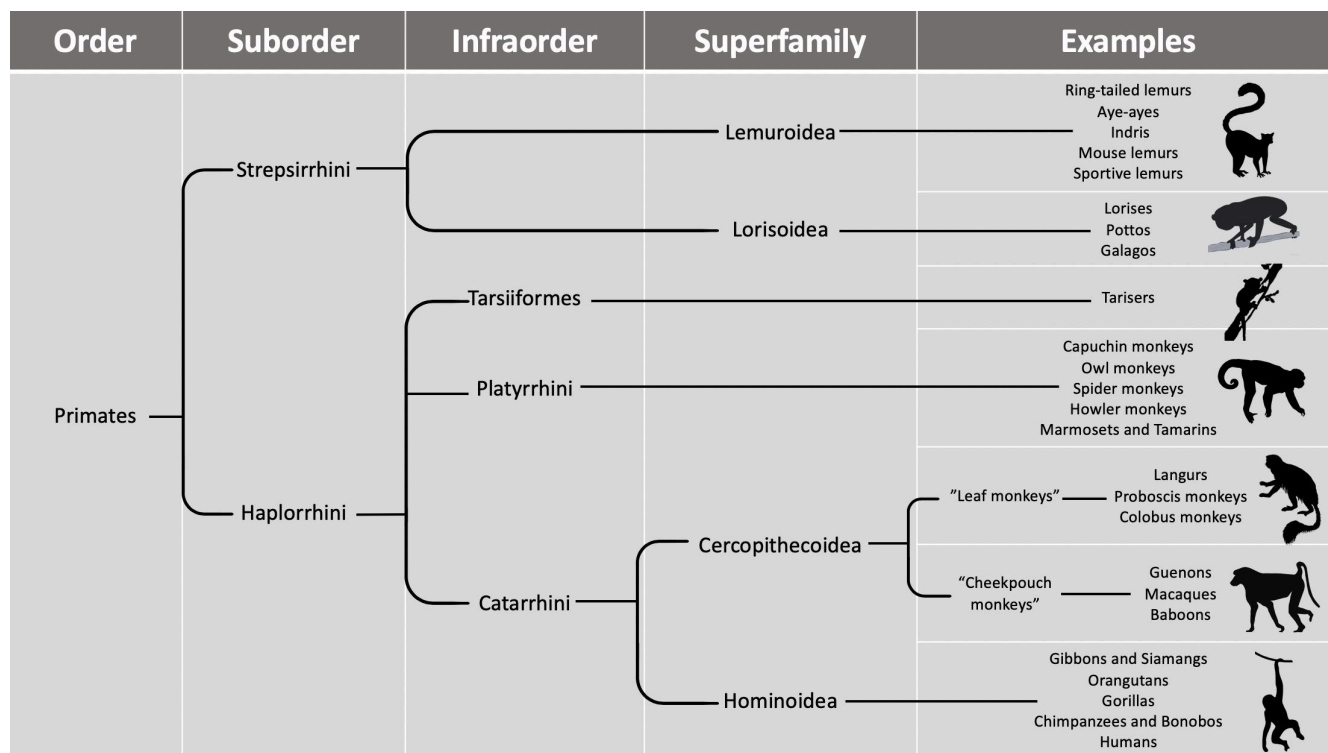 Order Suborder Infraorder Superfamily Examples
Ring-tailed lemurs
Aye-ayes
Lemuroidea
Indris
Mouse lemurs
Sportive lemurs
Strepsirrhini
Lorises
Lorisoidea
Pottos
Galagos
Tarsiiformes
Tarisers
Capuchin monkeys
Owl monkeys
Platyrrhini
Spider monkeys
Howler monkeys
Marmosets and Tamarins
Primates
Langurs
”Leaf monkeys”
Proboscis monkeys
Colobus monkeys
Haplorrhini
Cercopithecoidea
Guenons
“Cheekpouch
monkeys”
Macaques
Baboons
Catarrhini
Gibbons and Siamangs
Orangutans
Hominoidea
Gorillas
Chimpanzees and Bonobos
Humans